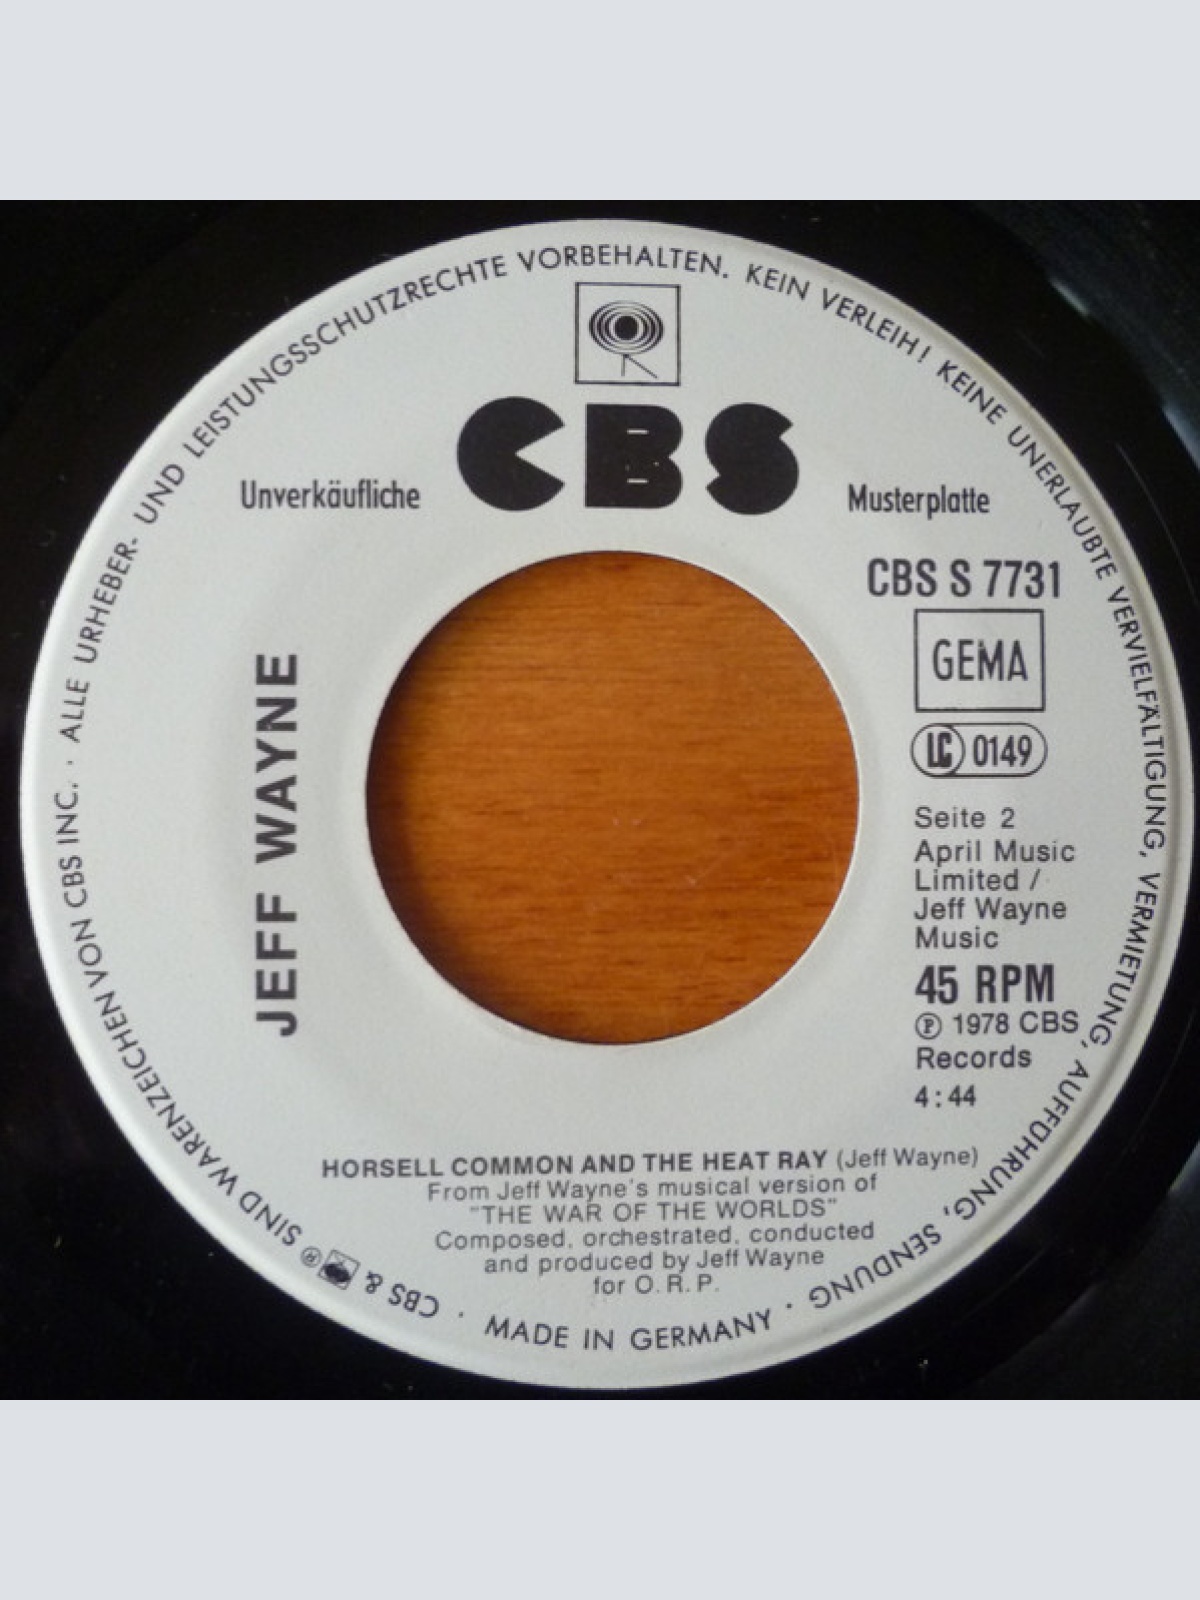 ALLE URHEBER- UND LEISTUNGSSCHUTZRECHTE VORBEHALTEN. KEIN VERLEIH! KEINE UNERLAUBTE VERVIELFÄLTIGUNG, VERMIETUNG, AUFFÜHRUNG, SENDUNG · MADE IN GERMANY · CBS & ® SIND WARENZEICHEN VON CBS INC. ·
CBS
Unverkäufliche Musterplatte
CBS S 7731
GEMA
LC 0149
JEFF WAYNE
Seite 2
April Music
Limited /
Jeff Wayne
Music
45 RPM
℗ 1978 CBS
Records
4:44
HORSELL COMMON AND THE HEAT RAY (Jeff Wayne)
From Jeff Wayne's musical version of
"THE WAR OF THE WORLDS"
Composed, orchestrated, conducted
and produced by Jeff Wayne
for O.R.P.